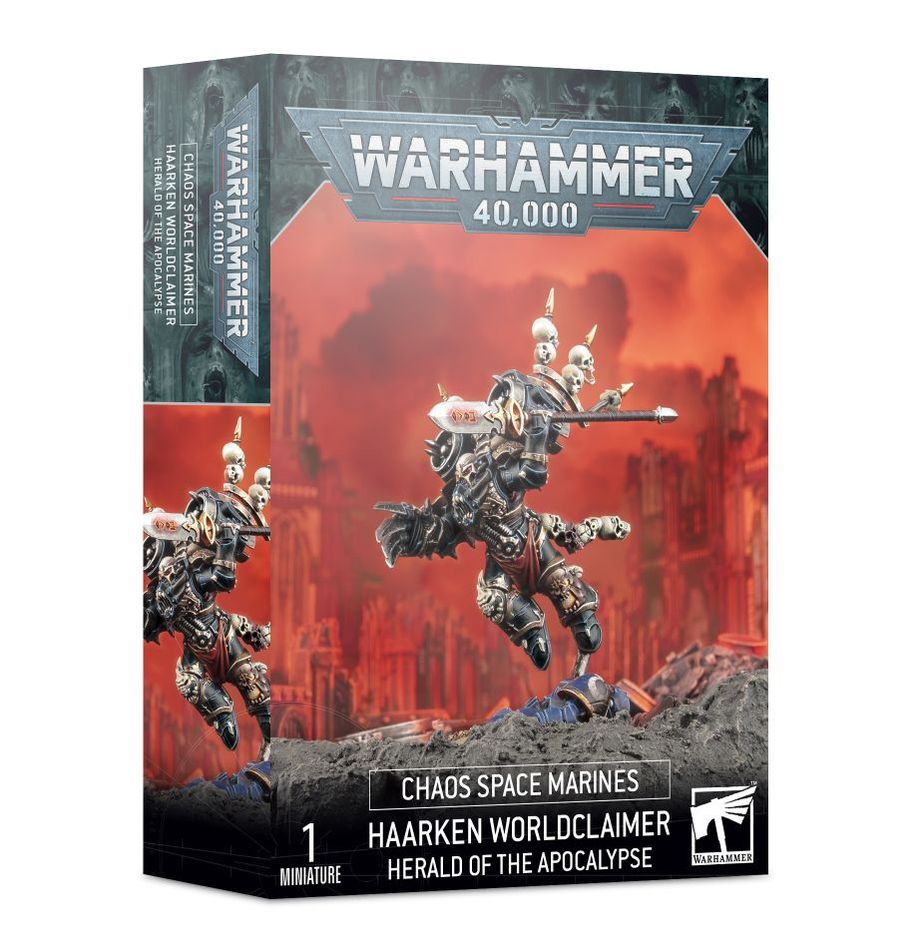 WARHAMMER
40,000
CHAOS SPACE MARINES
HAARKEN WORLDCLAIMER
HERALD OF THE APOCALYPSE
WARHAMMER
40,000
CHAOS SPACE MARINES
HAARKEN WORLDCLAIMER
HERALD OF THE APOCALYPSE
1
MINIATURE
WARHAMMER
TM